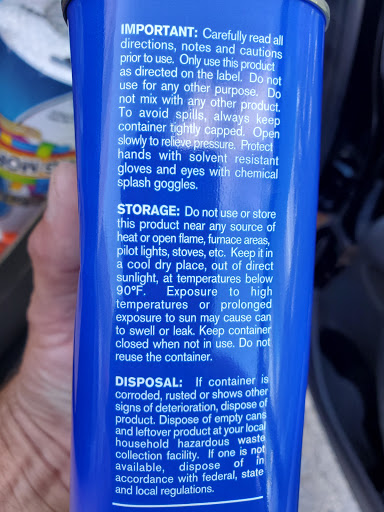 IMPORTANT: Carefully read all
directions, notes and cautions
prior to use. Only use this product
as directed on the label. Do not
use for any other purpose. Do
not mix with any other product.
To avoid spills, always keep
container tightly capped. Open
slowly to relieve pressure. Protect
hands with solvent resistant
gloves and eyes with chemical
splash goggles.
STORAGE: Do not use or store
this product near any source of
heat or open flame, furnace areas,
pilot lights, stoves, etc. Keep it in
a cool dry place, out of direct
sunlight, at temperatures below
90°F. Exposure to high
temperatures or prolonged
exposure to sun may cause can
to swell or leak. Keep container
closed when not in use. Do not
reuse the container.
DISPOSAL: If container is
corroded, rusted or shows other
signs of deterioration, dispose of
product. Dispose of empty cans
and leftover product at your local
household hazardous waste
collection facility. If one is not
available, dispose of in
accordance with federal, state
and local regulations.